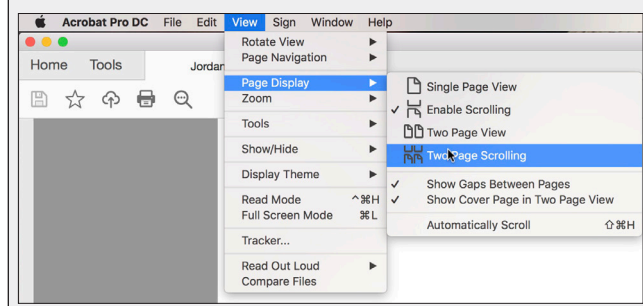 Acrobat Pro DC File Edit View Sign Window Help
Home Tools Jordan
Rotate View
Page Navigation
Page Display
Zoom
Tools
Show/Hide
Display Theme
Read Mode ^⌘H
Full Screen Mode ⌘L
Tracker...
Read Out Loud
Compare Files
Single Page View
✓ Enable Scrolling
Two Page View
Two Page Scrolling
✓ Show Gaps Between Pages
✓ Show Cover Page in Two Page View
Automatically Scroll ⇧⌘H